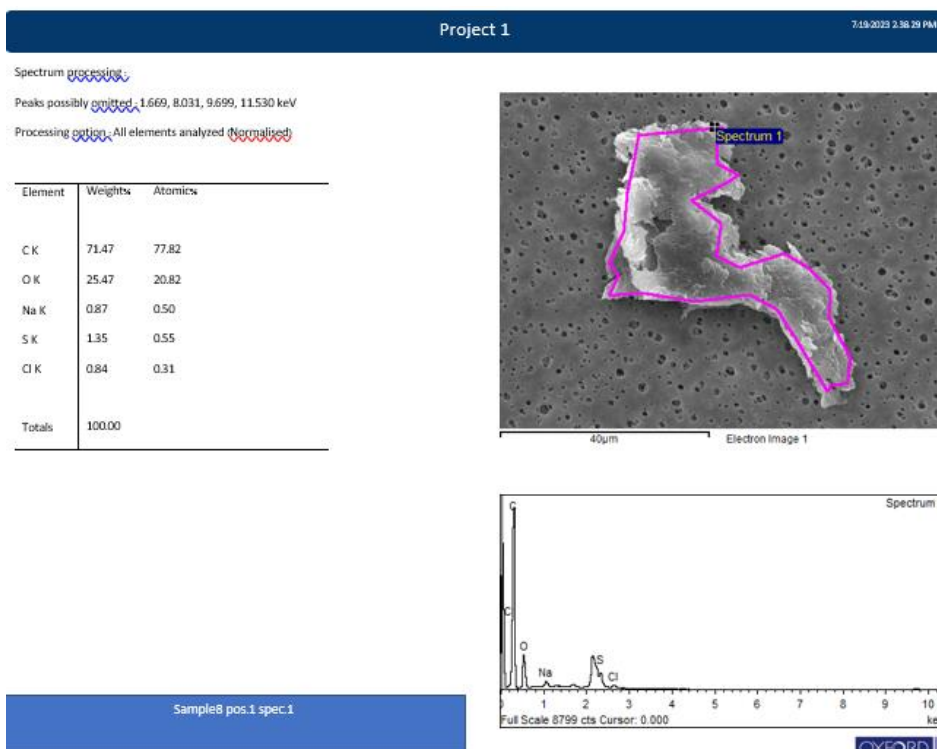 Project 1
7-19-2023 2.38.29 PM
Spectrum processing :
Peaks possibly omitted : 1.669, 8.031, 9.699, 11.530 keV
Processing option : All elements analyzed (Normalised)
Element Weight% Atomic%
C K 71.47 77.82
O K 25.47 20.82
Na K 0.87 0.50
S K 1.35 0.55
Cl K 0.84 0.31
Totals 100.00
Spectrum 1
40µm Electron Image 1
Spectrum
C
C
O
Na
S
Cl
0 1 2 3 4 5 6 7 8 9 10
Full Scale 8799 cts Cursor: 0.000 ke
Sample8 pos.1 spec.1
OXFORD